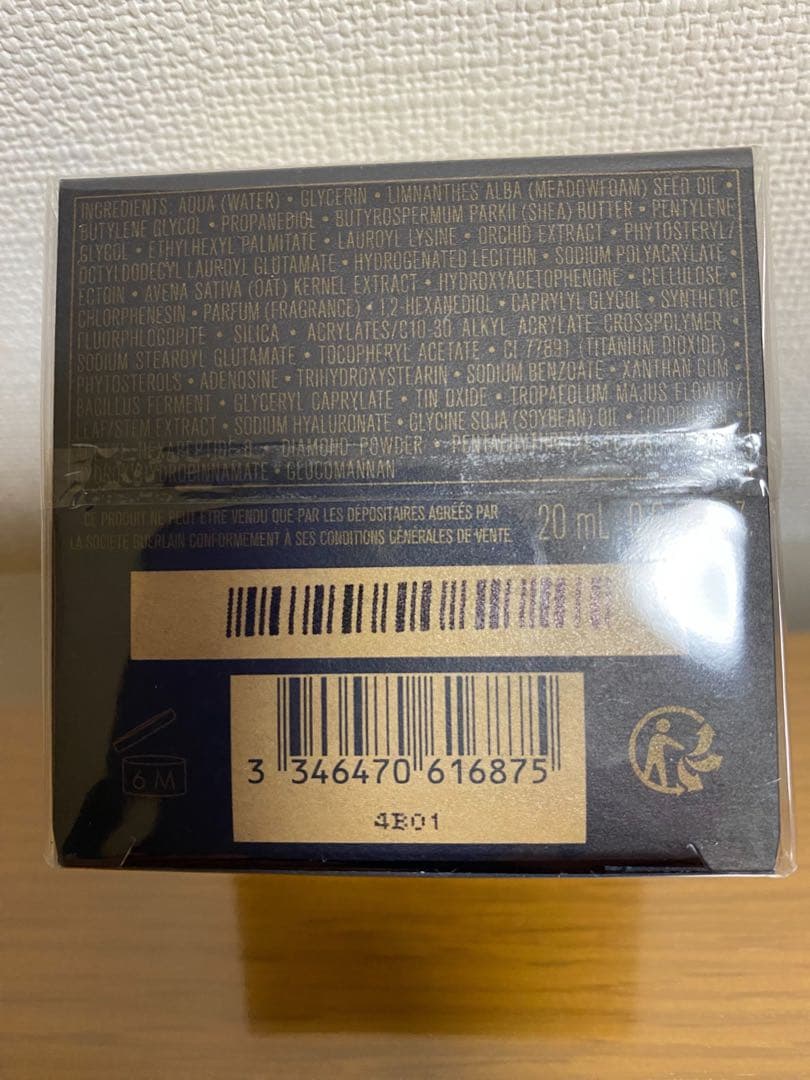 INGREDIENTS: AQUA (WATER) • GLYCERIN • LIMNANTHES ALBA (MEADOWFOAM) SEED OIL •
BUTYLENE GLYCOL • PROPANEDIOL • BUTYROSPERMUM PARKII (SHEA) BUTTER • PENTYLENE
GLYCOL • ETHYLHEXYL PALMITATE • LAUROYL LYSINE • ORCHID EXTRACT • PHYTOSTERYL/
OCTYLDODECYL LAUROYL GLUTAMATE • HYDROGENATED LECITHIN • SODIUM POLYACRYLATE •
ECTOIN • AVENA SATIVA (OAT) KERNEL EXTRACT • HYDROXYACETOPHENONE • CELLULOSE •
CHLORPHENESIN • PARFUM (FRAGRANCE) • 1,2-HEXANEDIOL • CAPRYLYL GLYCOL • SYNTHETIC
FLUORPHLOGOPITE • SILICA • ACRYLATES/C10-30 ALKYL ACRYLATE CROSSPOLYMER •
SODIUM STEAROYL GLUTAMATE • TOCOPHERYL ACETATE • CI 77891 (TITANIUM DIOXIDE) •
PHYTOSTEROLS • ADENOSINE • TRIHYDROXYSTEARIN • SODIUM BENZOATE • XANTHAN GUM •
BACILLUS FERMENT • GLYCERYL CAPRYLATE • TIN OXIDE • TROPAEOLUM MAJUS FLOWER/
LEAF/STEM EXTRACT • SODIUM HYALURONATE • GLYCINE SOJA (SOYBEAN) OIL •
• DIAMOND POWDER •
• GLUCOMANNAN
CE PRODUIT NE PEUT ÊTRE VENDU QUE PAR LES DÉPOSITAIRES AGRÉÉS PAR
LA SOCIÉTÉ GUERLAIN CONFORMÉMENT À SES CONDITIONS GÉNÉRALES DE VENTE
20 mL
6 M
3 346470 616875
4B01